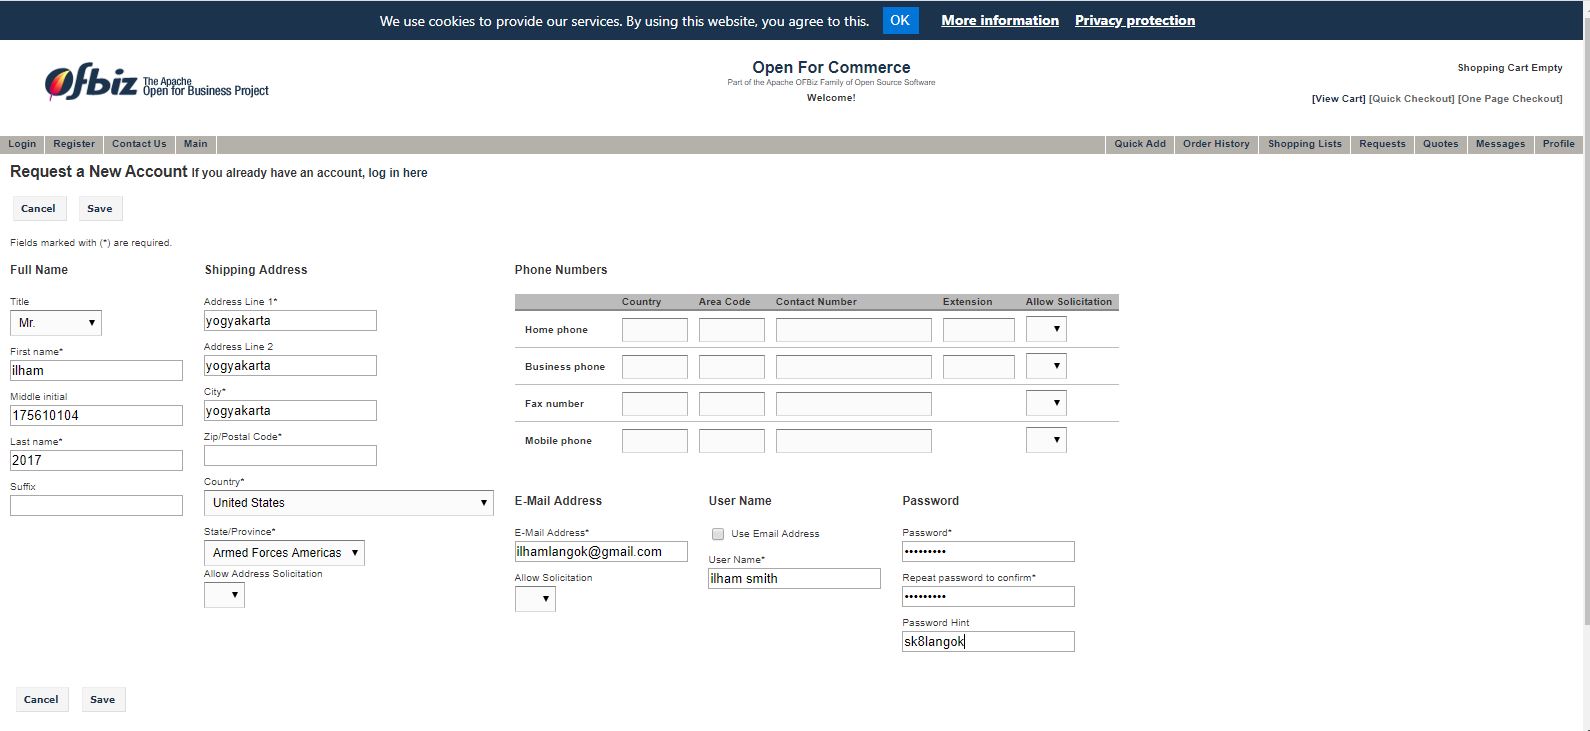 We use cookies to provide our services. By using this website, you agree to this. OK More information Privacy protection
Ofbiz The Apache
Open for Business Project
Open For Commerce
Part of the Apache OFBiz Family of Open Source Software
Welcome!
Shopping Cart Empty
[View Cart] [Quick Checkout] [One Page Checkout]
Login Register Contact Us Main Quick Add Order History Shopping Lists Requests Quotes Messages Profile
Request a New Account If you already have an account, log in here
Cancel Save
Fields marked with (*) are required.
Full Name
Title
Mr.
First name*
ilham
Middle initial
175610104
Last name*
2017
Suffix
Shipping Address
Address Line 1*
yogyakarta
Address Line 2
yogyakarta
City*
yogyakarta
Zip/Postal Code*
Country*
United States
State/Province*
Armed Forces Americas
Allow Address Solicitation
Phone Numbers
Country Area Code Contact Number Extension Allow Solicitation
Home phone
Business phone
Fax number
Mobile phone
E-Mail Address
E-Mail Address*
ilhamlangok@gmail.com
Allow Solicitation
User Name
Use Email Address
User Name*
ilham smith
Password
Password*
•••••••••
Repeat password to confirm*
•••••••••
Password Hint
sk8langok
Cancel Save